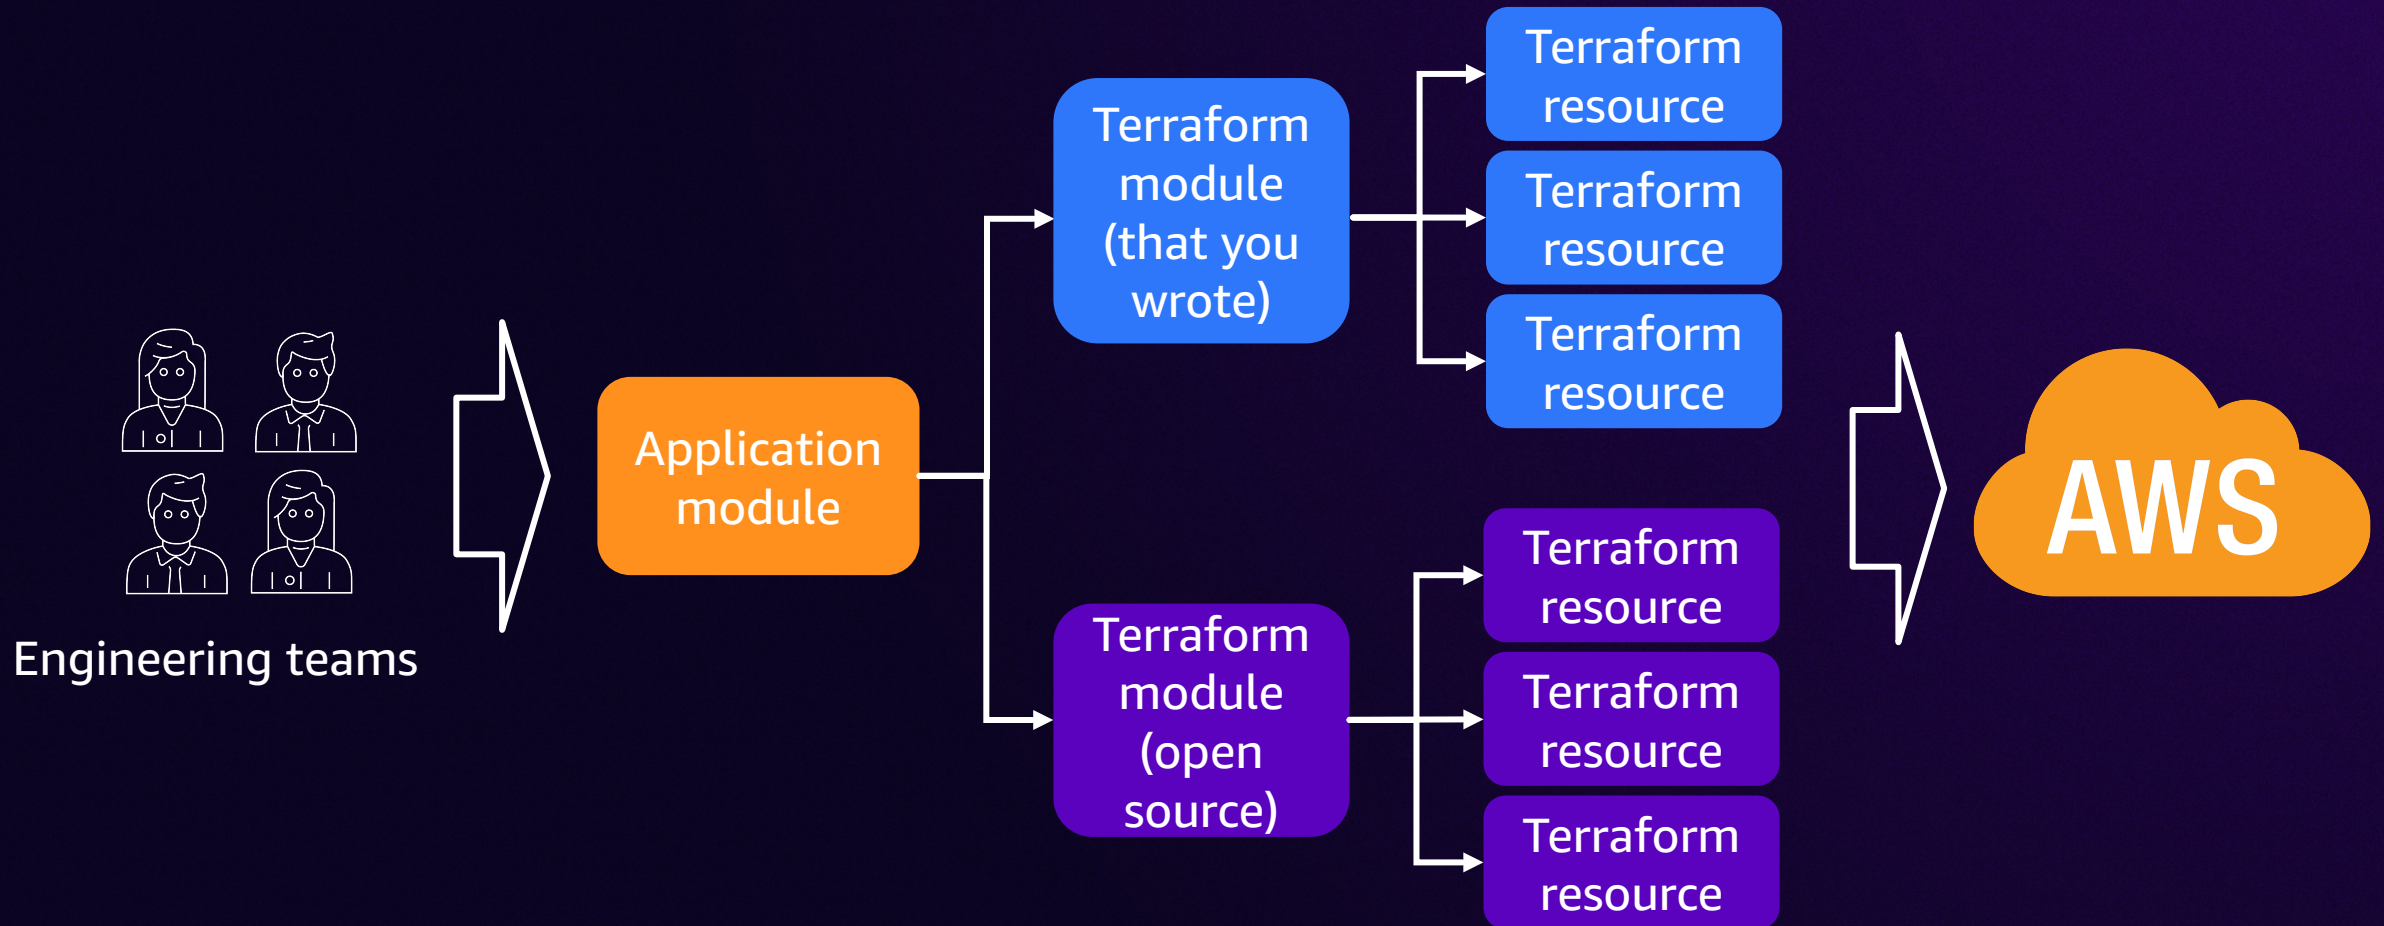 Engineering teams
Application
module
Terraform
module
(that you
wrote)
Terraform
resource
Terraform
resource
Terraform
resource
Terraform
module
(open
source)
Terraform
resource
Terraform
resource
Terraform
resource
AWS